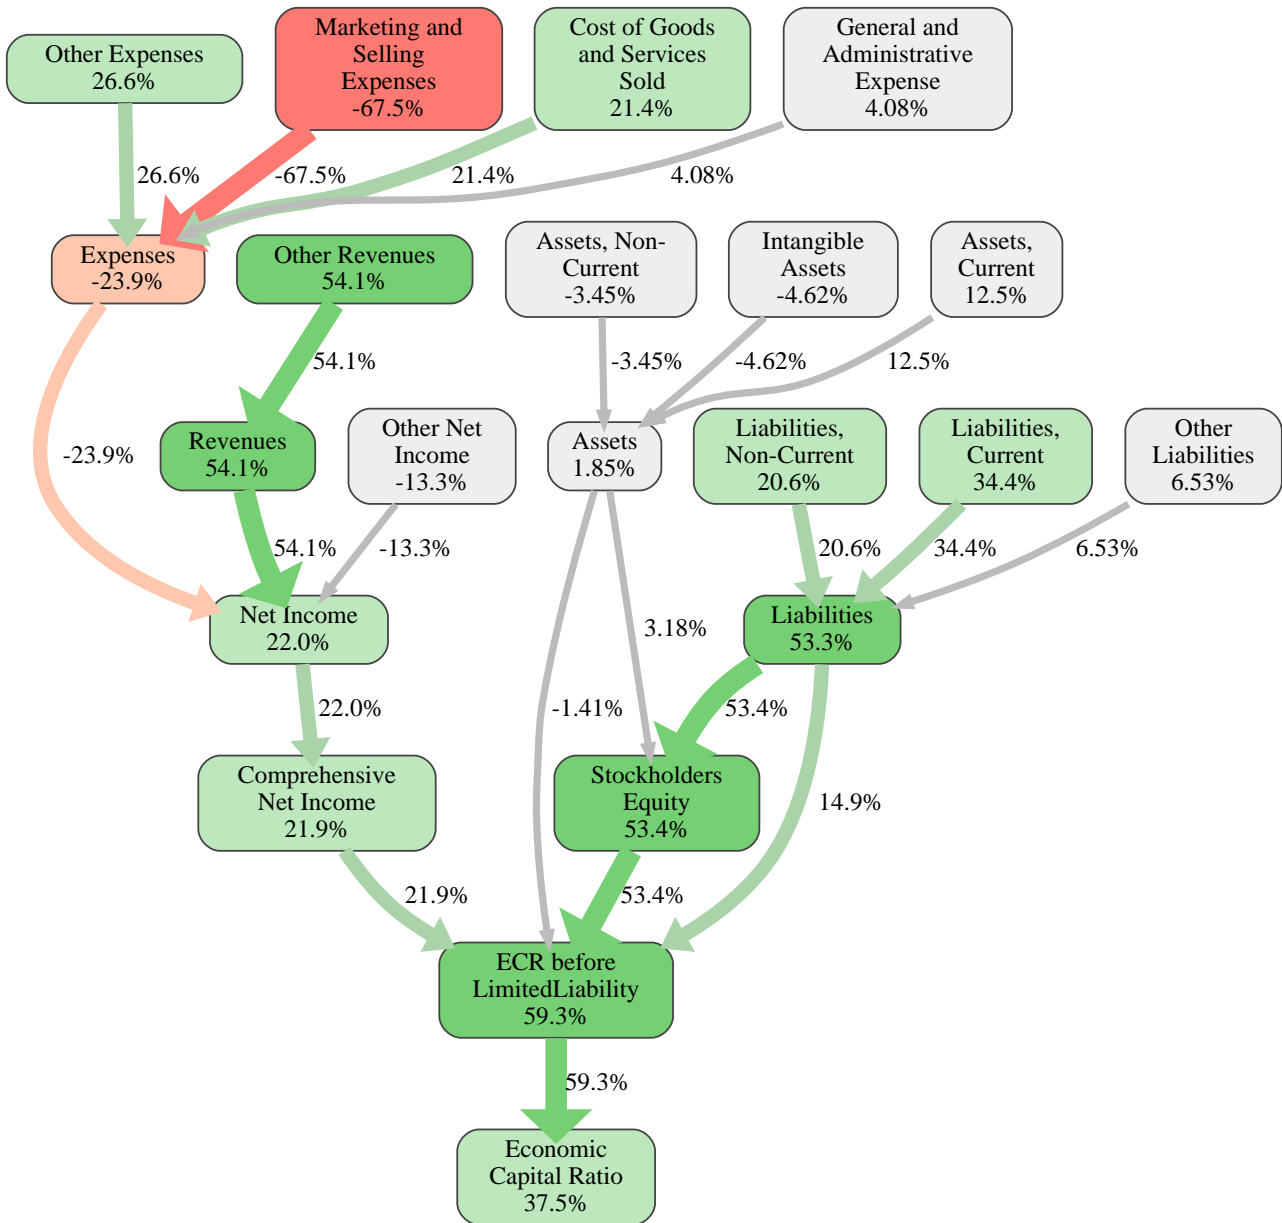 Other Expenses
26.6%
Marketing and
Selling
Expenses
-67.5%
Cost of Goods
and Services
Sold
21.4%
General and
Administrative
Expense
4.08%
26.6%
-67.5%
21.4%
4.08%
Expenses
-23.9%
Other Revenues
54.1%
Assets, Non-
Current
-3.45%
Intangible
Assets
-4.62%
Assets,
Current
12.5%
54.1%
-3.45%
-4.62%
12.5%
-23.9%
Revenues
54.1%
Other Net
Income
-13.3%
Assets
1.85%
Liabilities,
Non-Current
20.6%
Liabilities,
Current
34.4%
Other
Liabilities
6.53%
54.1%
-13.3%
20.6%
34.4%
6.53%
Net Income
22.0%
3.18%
Liabilities
53.3%
22.0%
-1.41%
53.4%
Comprehensive
Net Income
21.9%
Stockholders
Equity
53.4%
14.9%
21.9%
53.4%
ECR before
LimitedLiability
59.3%
59.3%
Economic
Capital Ratio
37.5%